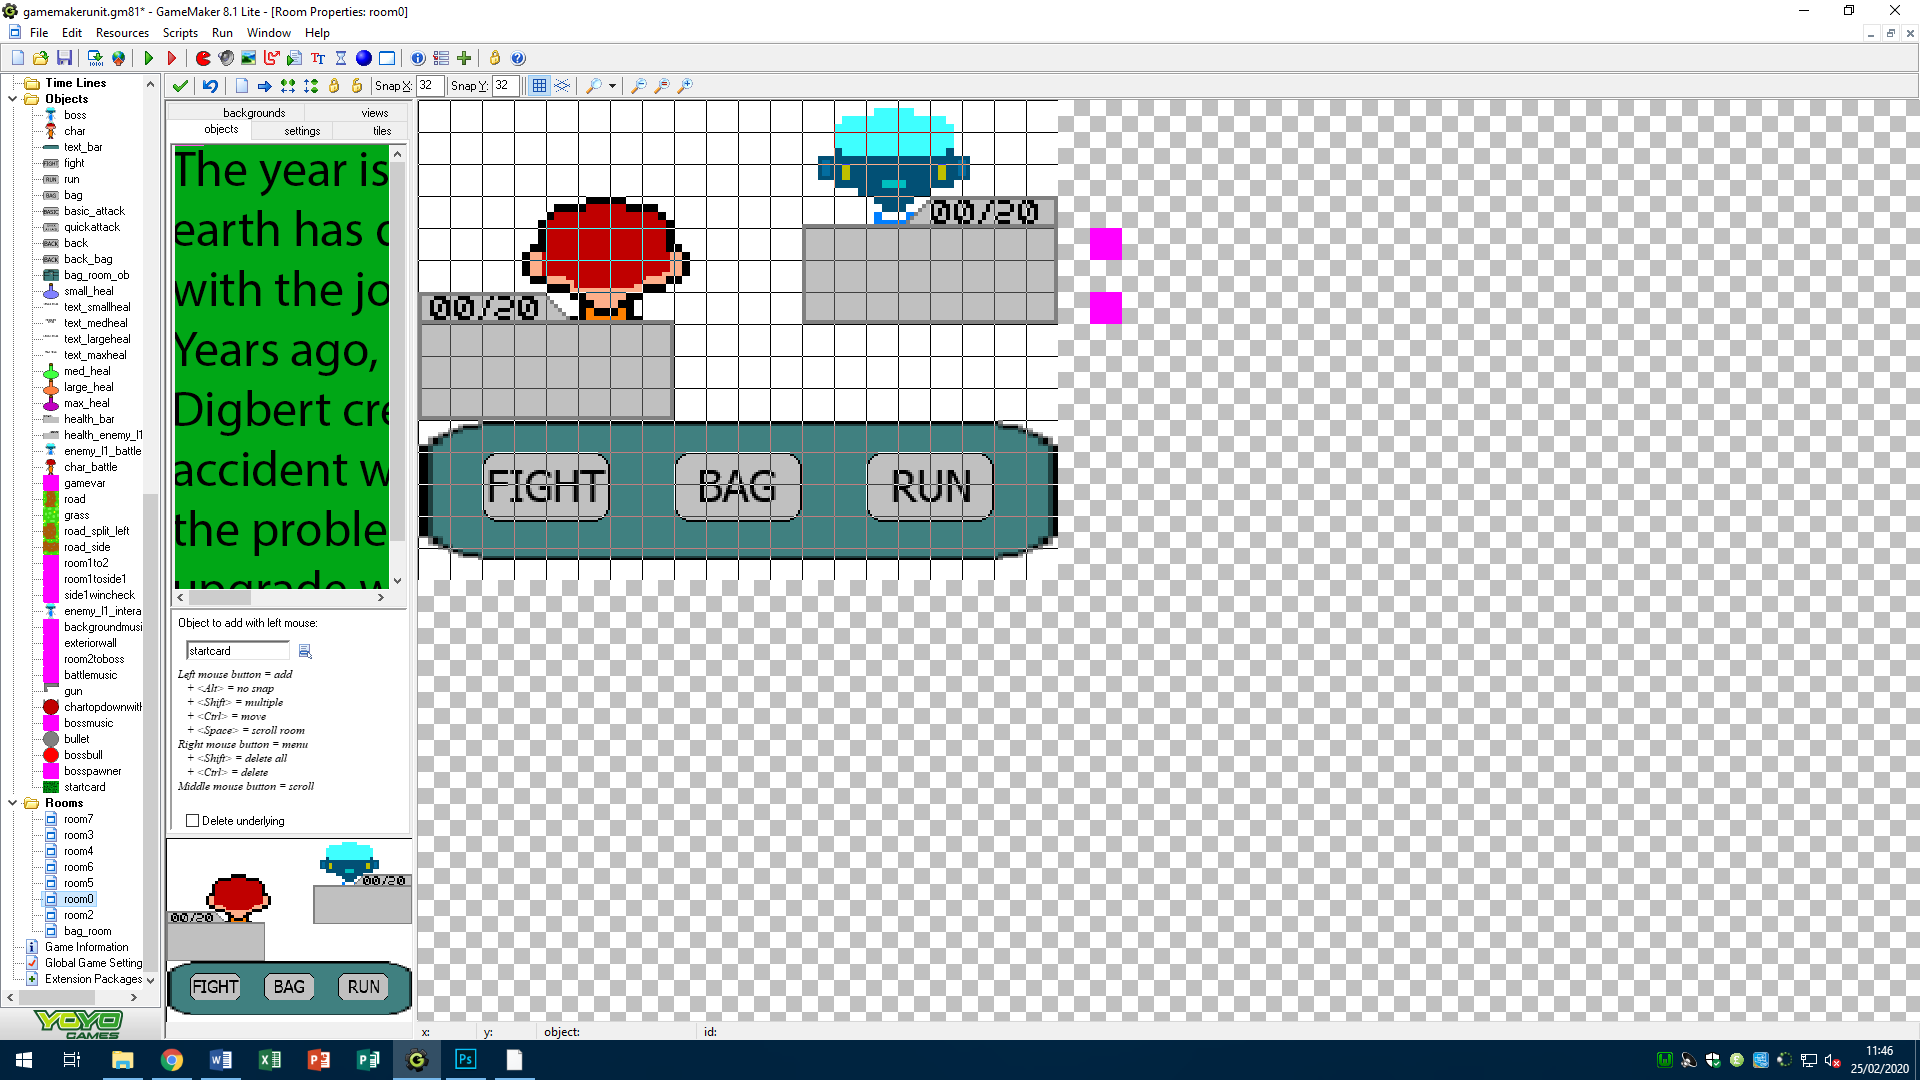 gamemakerunit.gm81* - GameMaker 8.1 Lite - [Room Properties: room0]
File Edit Resources Scripts Run Window Help
Snap X: 32 Snap Y: 32
Time Lines
Objects
boss
char
text_bar
fight
run
bag
basic_attack
quickattack
back
back_bag
bag_room_ob
small_heal
text_smallheal
text_medheal
text_largeheal
text_maxheal
med_heal
large_heal
max_heal
health_bar
health_enemy_l1
enemy_l1_battle
char_battle
gamevar
road
grass
road_split_left
road_side
room1to2
room1toside1
side1wincheck
enemy_l1_intera
backgroundmusi
exteriorwall
room2toboss
battlemusic
gun
chartopdownwith
bossmusic
bullet
bossbull
bosspawner
startcard
Rooms
room7
room3
room4
room6
room5
room0
room2
bag_room
Game Information
Global Game Setting
Extension Packages
YOYO
GAMES
backgrounds views
objects settings tiles
The year is
earth has c
with the jo
Years ago,
Digbert cre
accident w
the proble
upgrade w
Object to add with left mouse:
startcard
Left mouse button = add
+ <Alt> = no snap
+ <Shift> = multiple
+ <Ctrl> = move
+ <Space> = scroll room
Right mouse button = menu
+ <Shift> = delete all
+ <Ctrl> = delete
Middle mouse button = scroll
Delete underlying
00/20
00/20
FIGHT BAG RUN
00/20
00/20
FIGHT BAG RUN
x: y: object: id:
11:46
25/02/2020